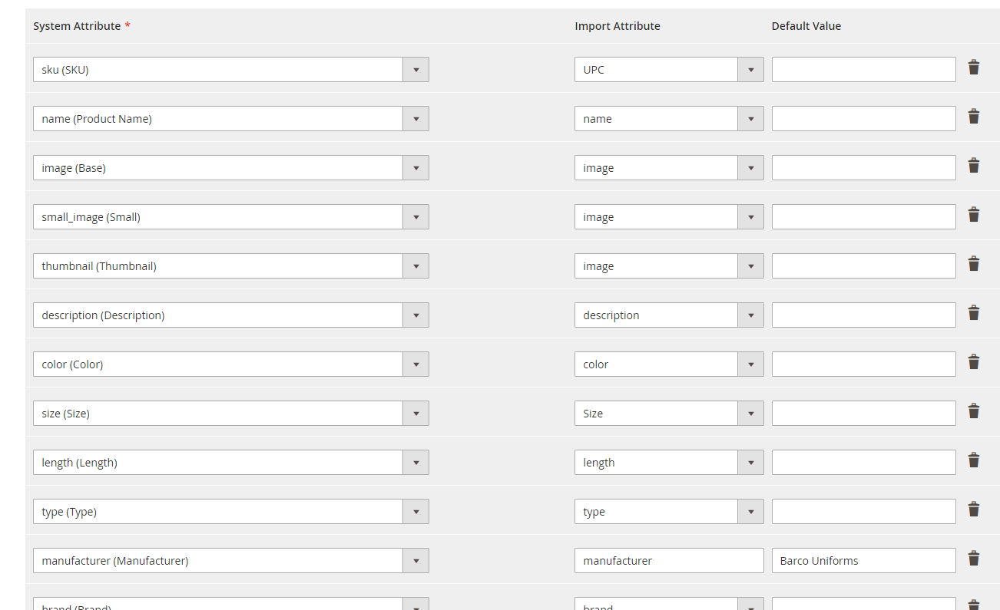 System Attribute * Import Attribute Default Value
sku (SKU) UPC
name (Product Name) name
image (Base) image
small_image (Small) image
thumbnail (Thumbnail) image
description (Description) description
color (Color) color
size (Size) Size
length (Length) length
type (Type) type
manufacturer (Manufacturer) manufacturer Barco Uniforms
brand (Brand) brand